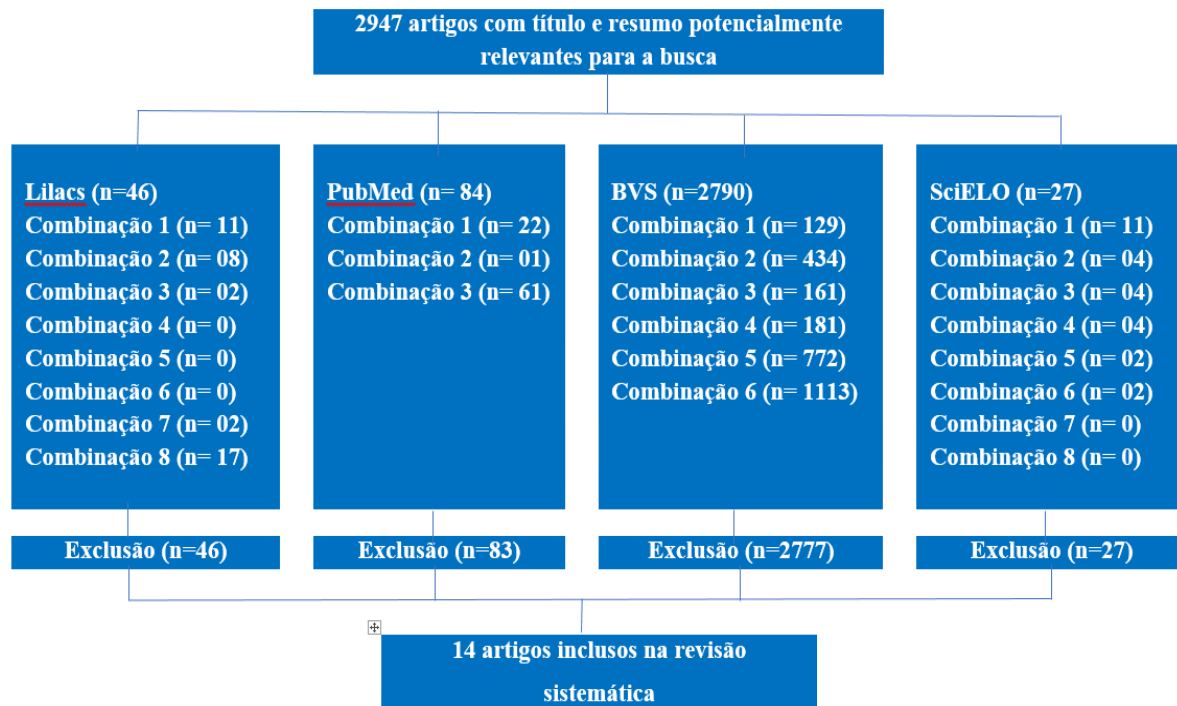 2947 artigos com título e resumo potencialmente
relevantes para a busca
Lilacs (n=46)
Combinação 1 (n= 11)
Combinação 2 (n= 08)
Combinação 3 (n= 02)
Combinação 4 (n= 0)
Combinação 5 (n= 0)
Combinação 6 (n= 0)
Combinação 7 (n= 02)
Combinação 8 (n= 17)
PubMed (n= 84)
Combinação 1 (n= 22)
Combinação 2 (n= 01)
Combinação 3 (n= 61)
BVS (n=2790)
Combinação 1 (n= 129)
Combinação 2 (n= 434)
Combinação 3 (n= 161)
Combinação 4 (n= 181)
Combinação 5 (n= 772)
Combinação 6 (n= 1113)
SciELO (n=27)
Combinação 1 (n= 11)
Combinação 2 (n= 04)
Combinação 3 (n= 04)
Combinação 4 (n= 04)
Combinação 5 (n= 02)
Combinação 6 (n= 02)
Combinação 7 (n= 0)
Combinação 8 (n= 0)
Exclusão (n=46)
Exclusão (n=83)
Exclusão (n=2777)
Exclusão (n=27)
14 artigos inclusos na revisão
sistemática